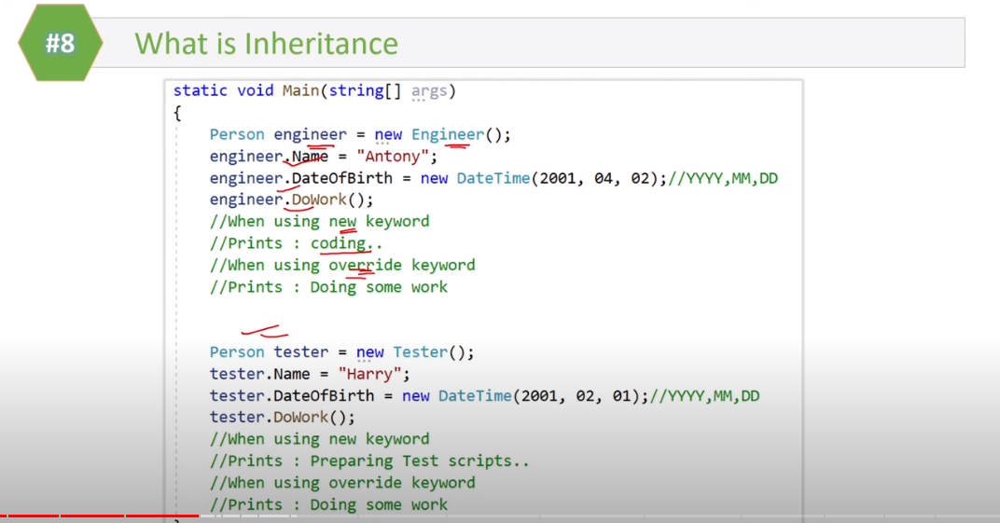 #8
What is Inheritance
static void Main(string[] args)
{
Person engineer = new Engineer();
engineer.Name = "Antony";
engineer.DateOfBirth = new DateTime(2001, 04, 02);//YYYY,MM,DD
engineer.DoWork();
//When using new keyword
//Prints : coding..
//When using override keyword
//Prints : Doing some work
Person tester = new Tester();
tester.Name = "Harry";
tester.DateOfBirth = new DateTime(2001, 02, 01);//YYYY,MM,DD
tester.DoWork();
//When using new keyword
//Prints : Preparing Test scripts..
//When using override keyword
//Prints : Doing some work